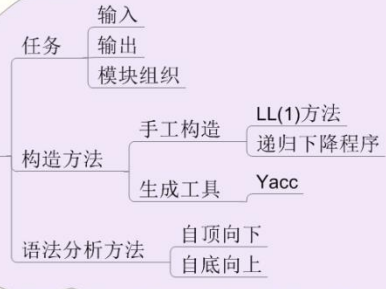 任务
输入
输出
模块组织
构造方法
手工构造
LL(1)方法
递归下降程序
生成工具
Yacc
语法分析方法
自顶向下
自底向上